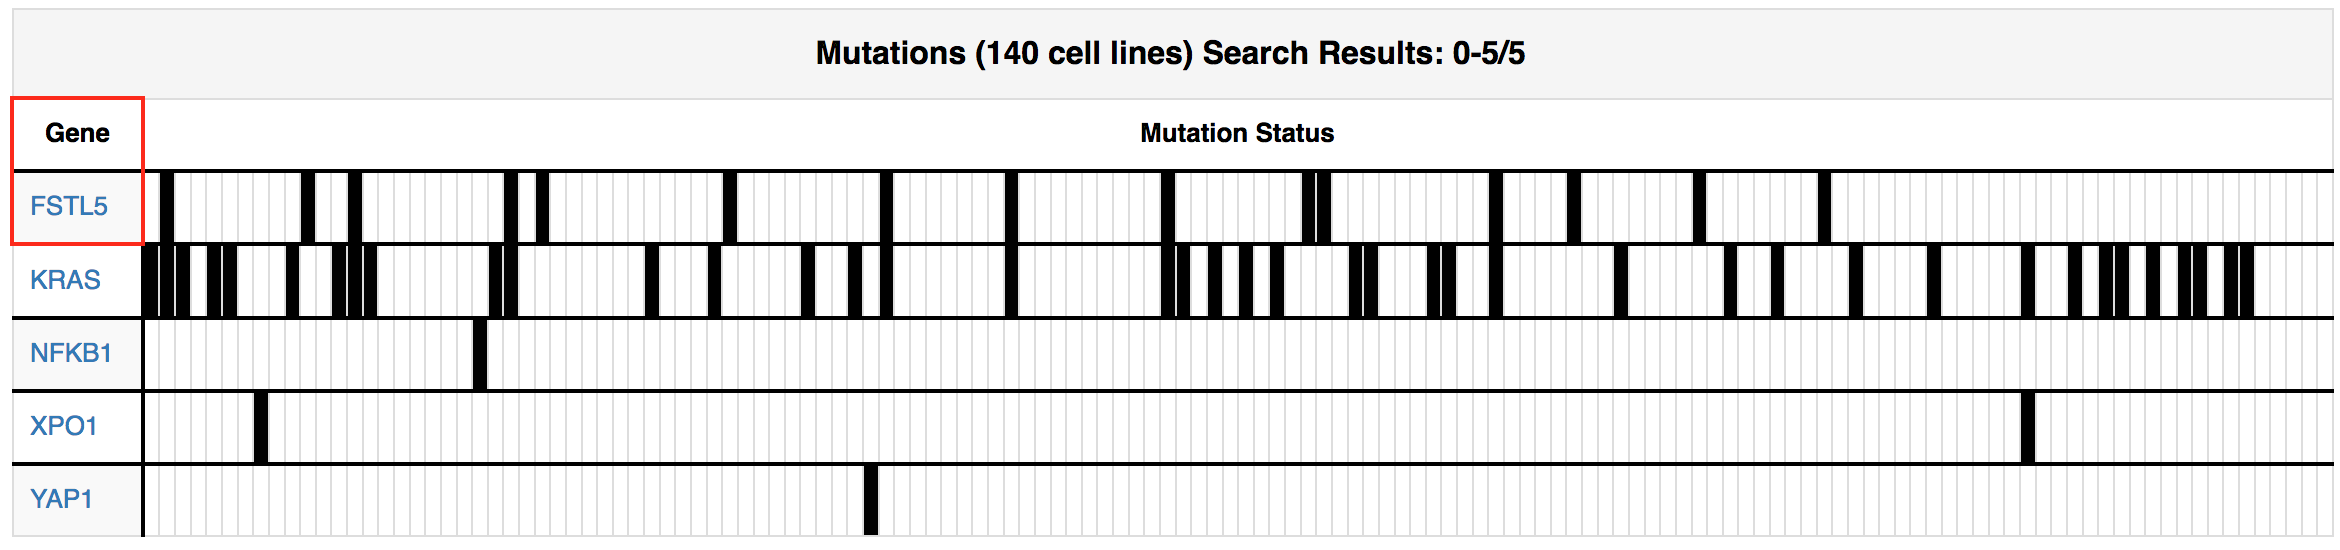 Mutations (140 cell lines) Search Results: 0-5/5
Gene Mutation Status
FSTL5
KRAS
NFKB1
XPO1
YAP1